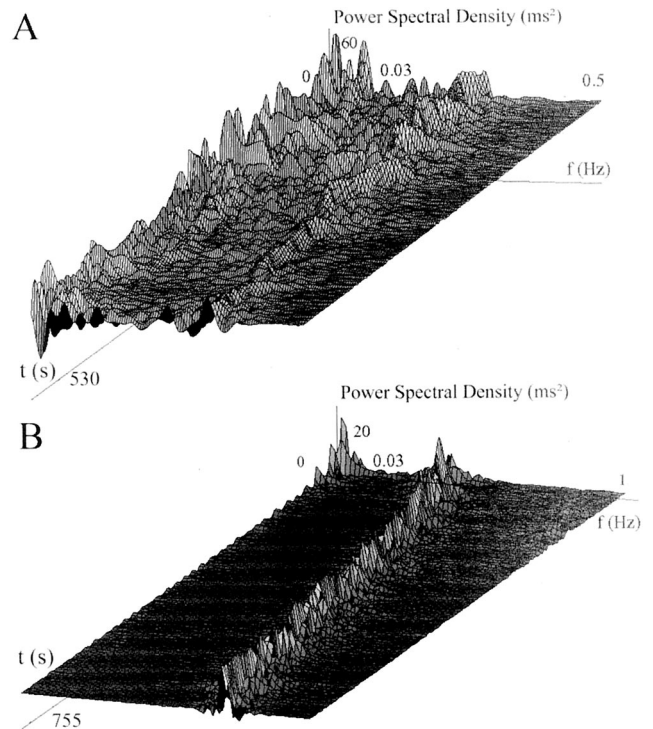 A
Power Spectral Density (ms²)
60
0
0.03
0.5
f (Hz)
t (s)
530
Power Spectral Density (ms²)
B
20
0
0.03
1
f (Hz)
t (s)
755